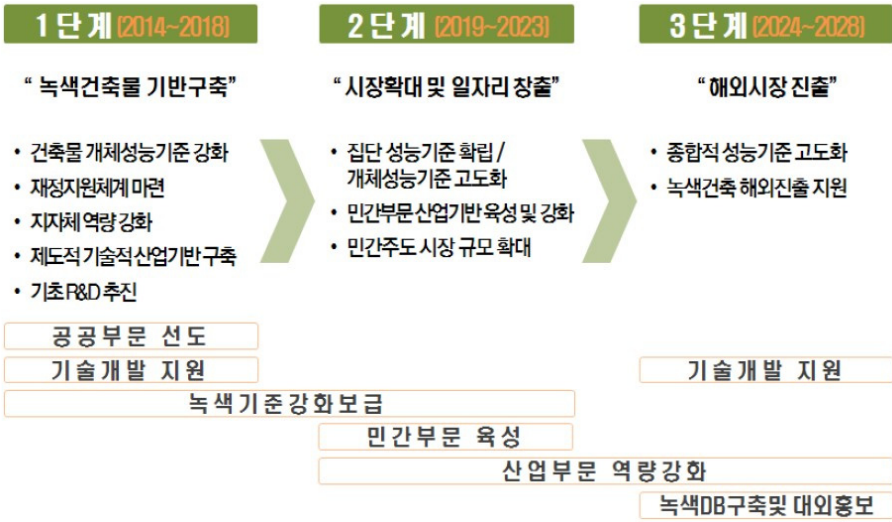 1단계(2014~2018)
“ 녹색건축물 기반구축”
• 건축물 개체성능기준 강화
• 재정지원체계 마련
• 지자체 역량 강화
• 제도적 기술적 산업기반 구축
• 기초 R&D 추진
2단계(2019~2023)
“시장확대 및 일자리 창출”
• 집단 성능기준 확립 /
개체성능기준 고도화
• 민간부문 산업기반 육성 및 강화
• 민간주도 시장 규모 확대
3단계(2024~2028)
“해외시장 진출”
• 종합적 성능기준 고도화
• 녹색건축 해외진출 지원
공공부문 선도
기술개발 지원
기술개발 지원
녹색기준강화보급
민간부문 육성
산업부문 역량강화
녹색DB구축및 대외홍보